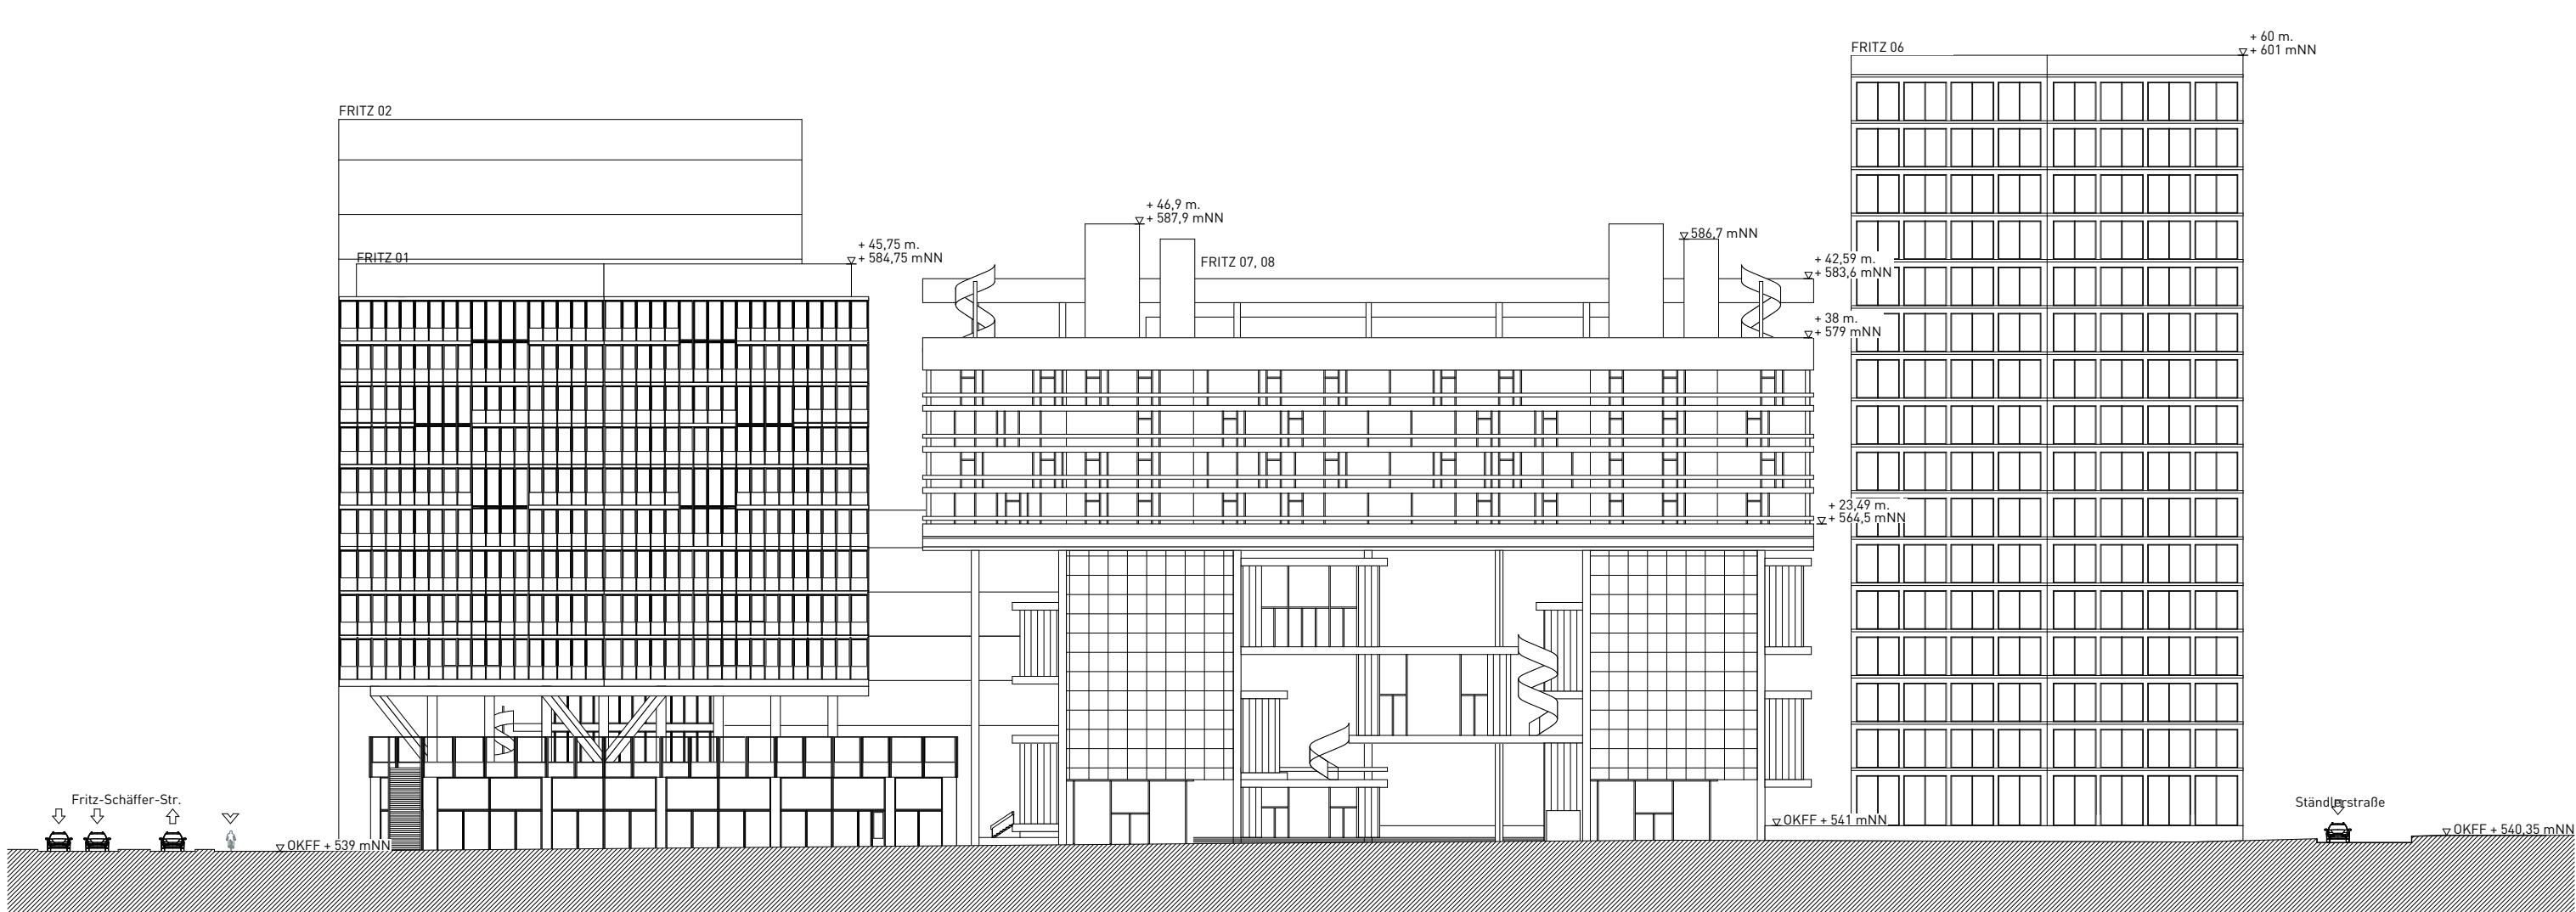 FRITZ 06
+ 60 m.
+ 601 mNN
FRITZ 02
+ 46,9 m.
+ 587,9 mNN
586,7 mNN
+ 45,75 m.
+ 584,75 mNN
FRITZ 01
FRITZ 07, 08
+ 42,59 m.
+ 583,6 mNN
+ 38 m.
+ 579 mNN
+ 23,49 m.
+ 564,5 mNN
Fritz-Schäffer-Str.
Ständlerstraße
OKFF + 541 mNN
OKFF + 540,35 mNN
OKFF + 539 mNN